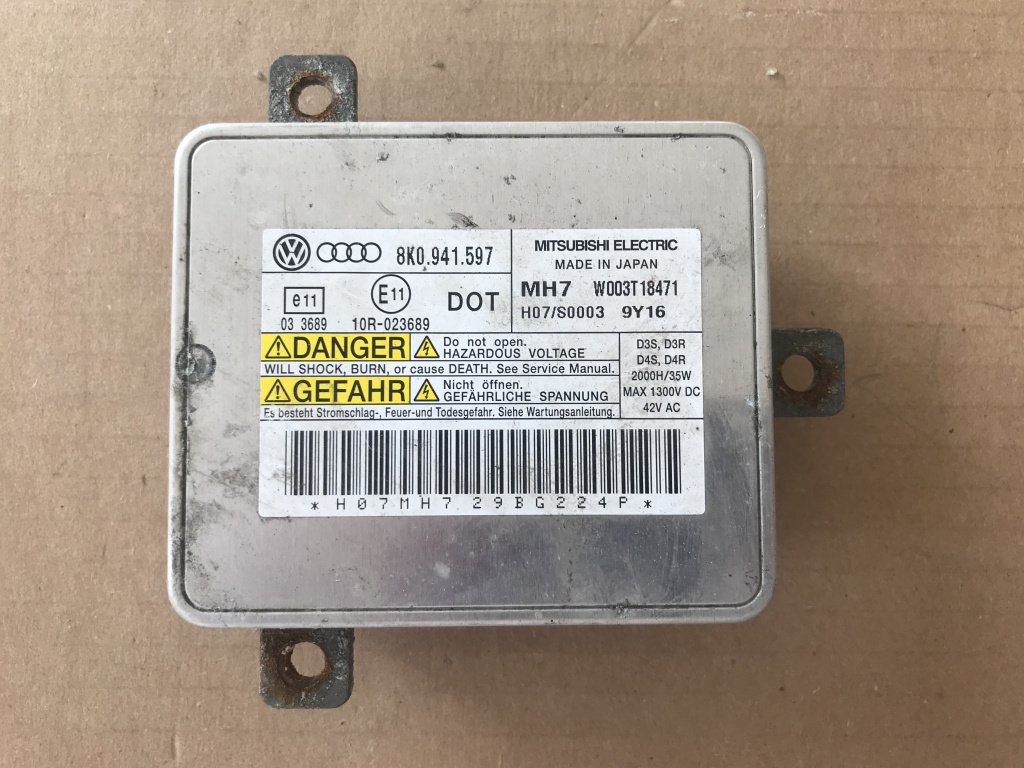 8K0.941.597
MITSUBISHI ELECTRIC
MADE IN JAPAN
e11
E11
DOT
MH7 W003T18471
03 3689 10R-023689
H07/S0003 9Y16
DANGER
Do not open.
HAZARDOUS VOLTAGE
WILL SHOCK, BURN, or cause DEATH. See Service Manual.
GEFAHR
Nicht öffnen.
GEFÄHRLICHE SPANNUNG
Es besteht Stromschlag-, Feuer-und Todesgefahr. Siehe Wartungsanleitung.
D3S, D3R
D4S, D4R
2000H/35W
MAX 1300V DC
42V AC
*H07MH729BG224P*